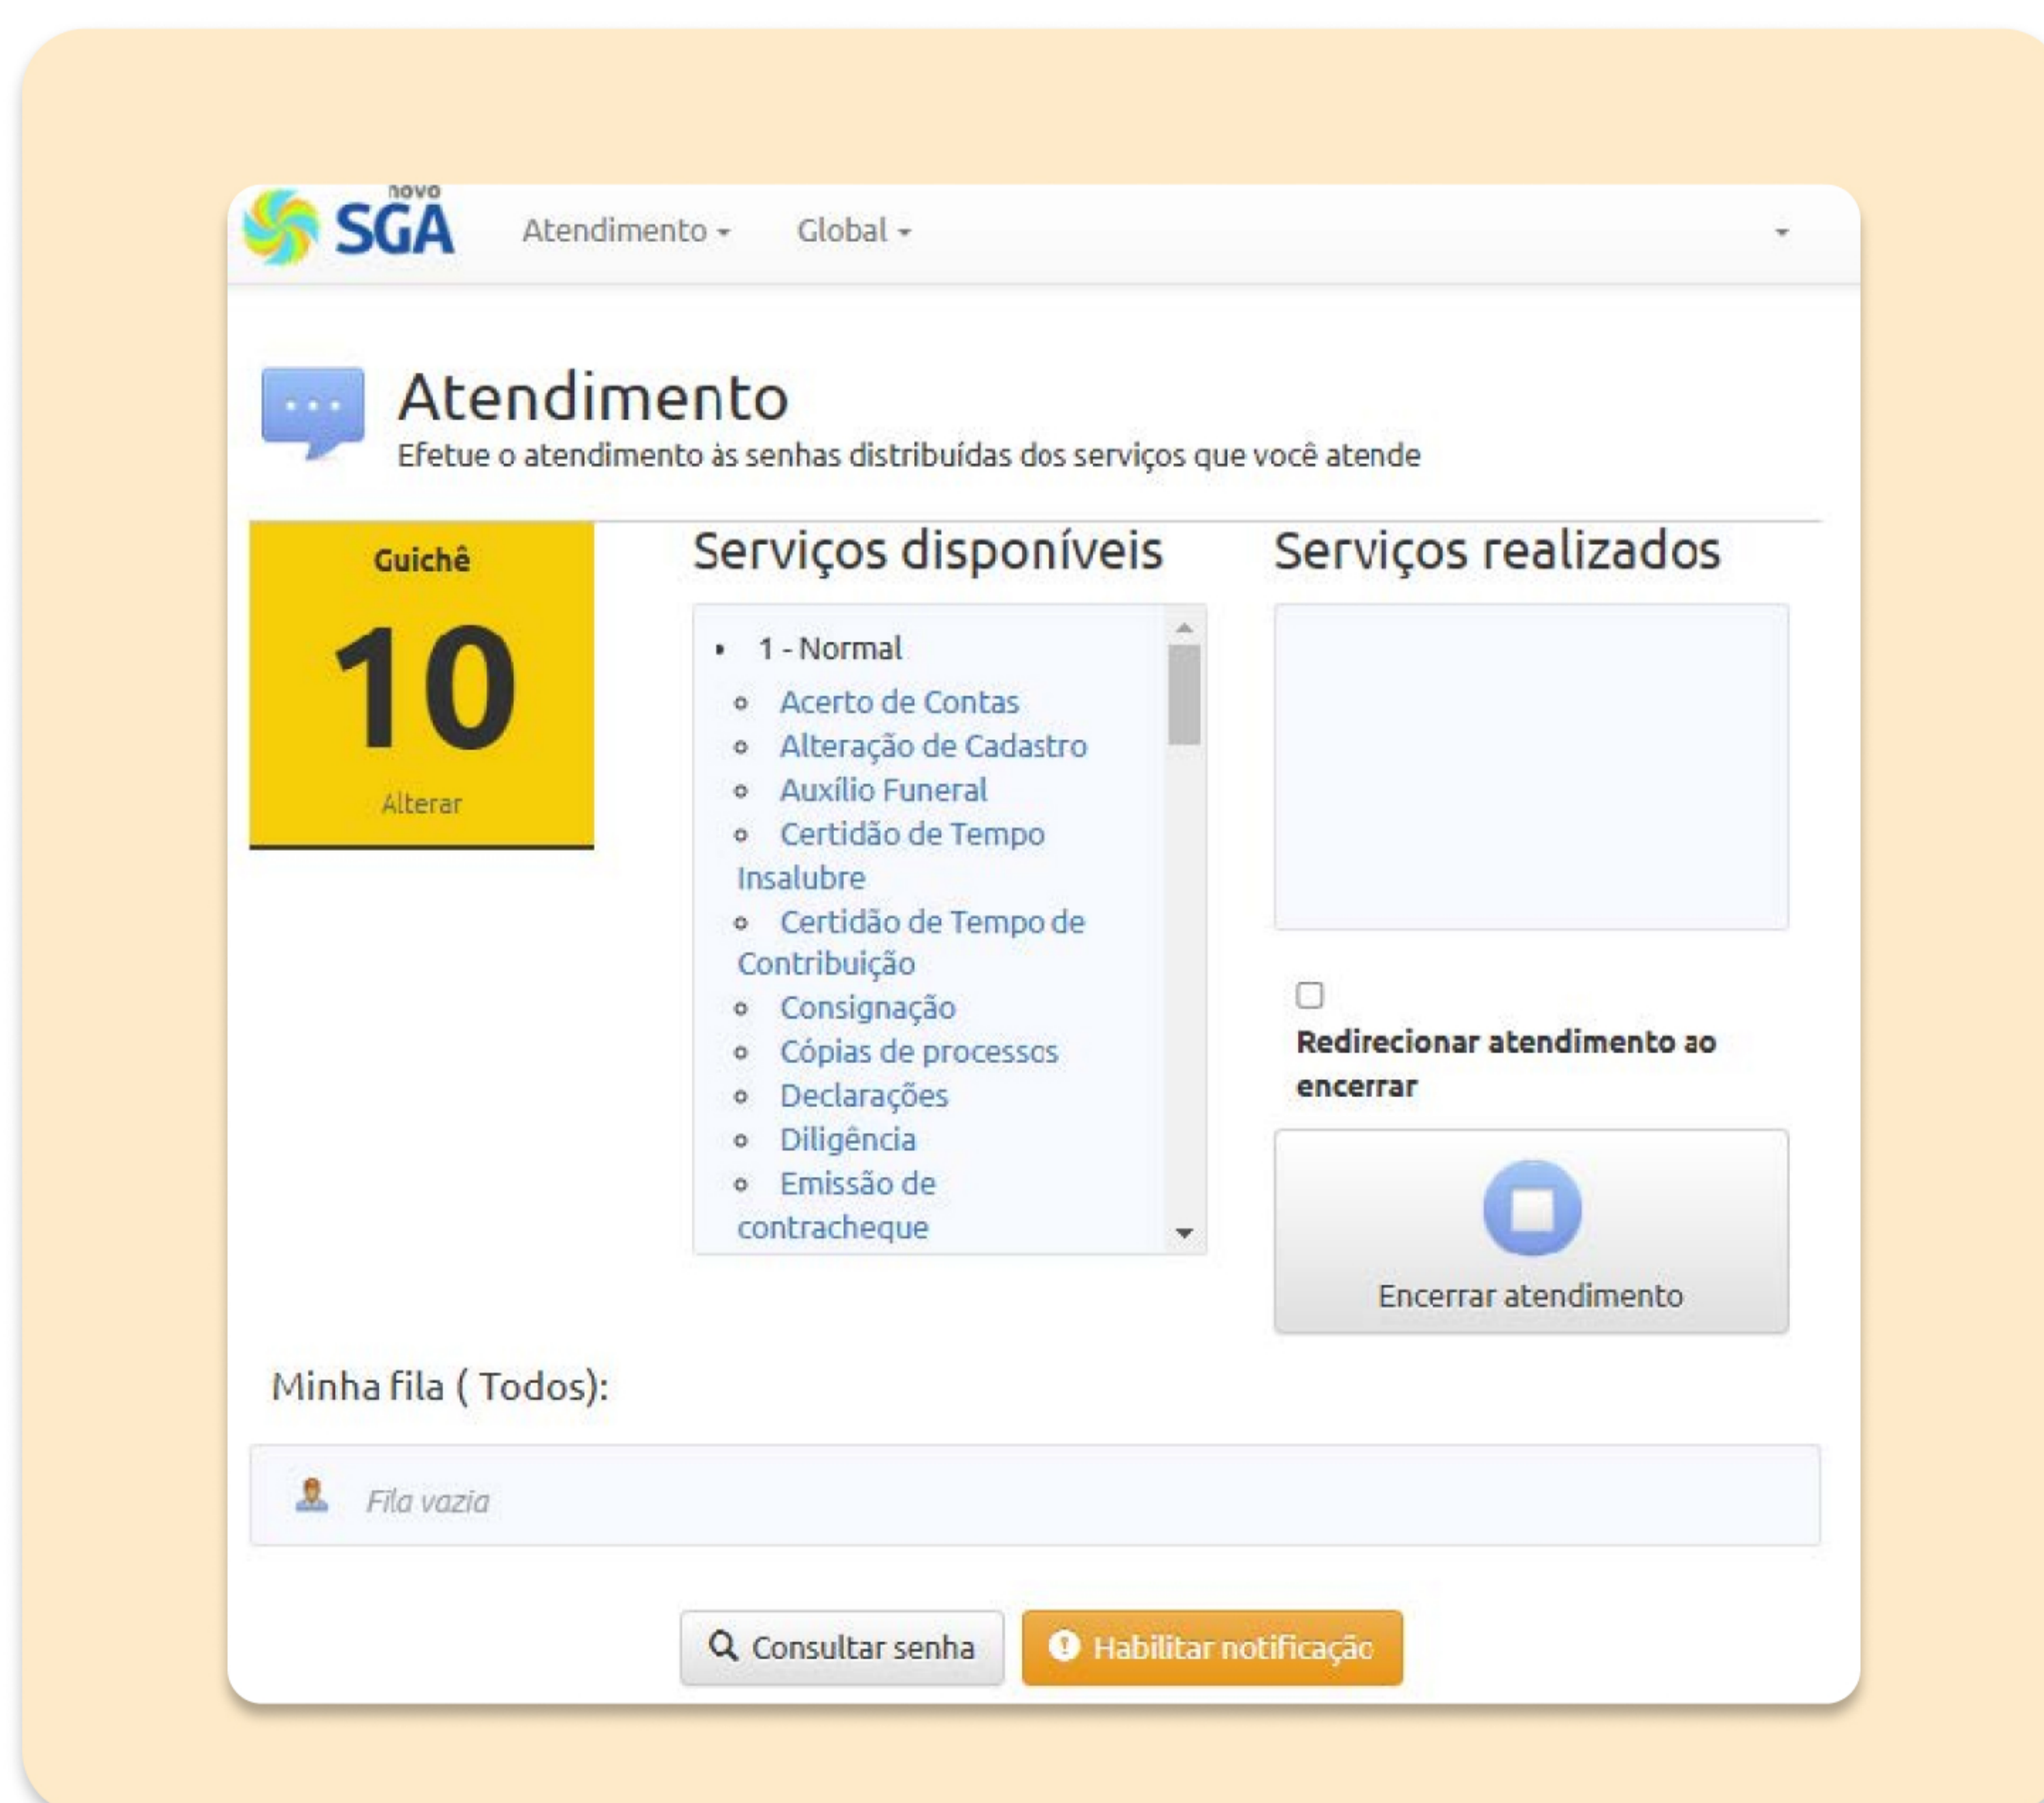 novo
SGA
Atendimento
Global
Atendimento
Efetue o atendimento às senhas distribuídas dos serviços que você atende
Guichê
10
Alterar
Serviços disponíveis
1 - Normal
Acerto de Contas
Alteração de Cadastro
Auxílio Funeral
Certidão de Tempo
Insalubre
Certidão de Tempo de
Contribuição
Consignação
Cópias de processos
Declarações
Diligência
Emissão de
contracheque
Serviços realizados
Redirecionar atendimento ao
encerrar
Encerrar atendimento
Minha fila ( Todos):
Fila vazia
Consultar senha
Habilitar notificação